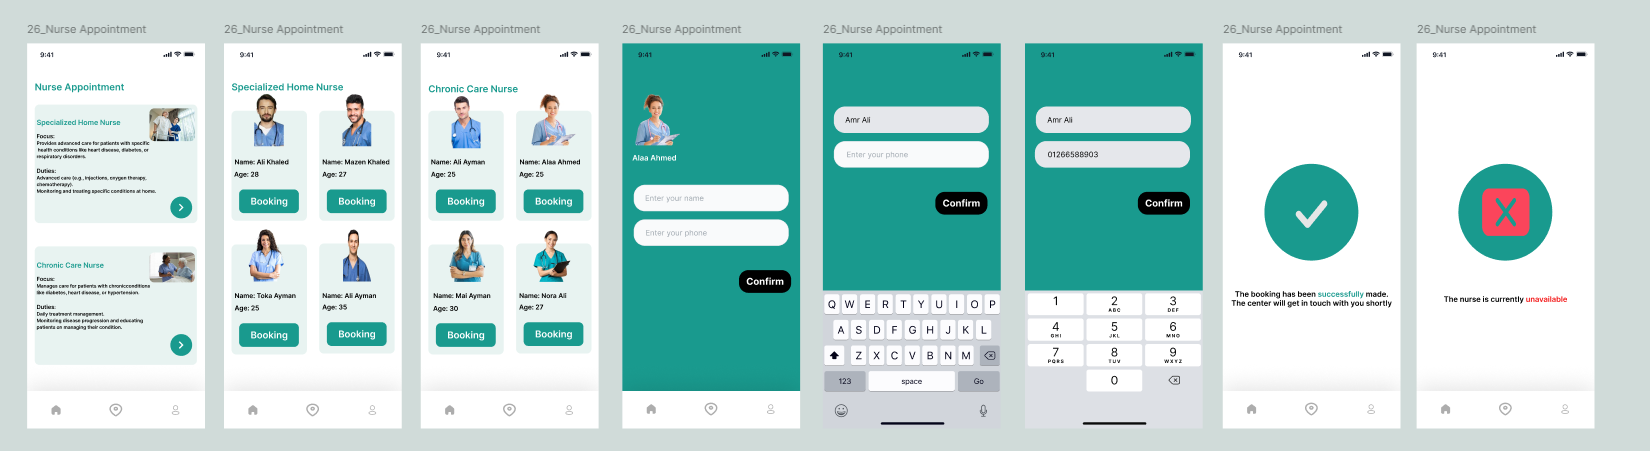 26_Nurse Appointment
9:41
Nurse Appointment
Specialized Home Nurse
Focus:
Provides advanced care for patients with specific
health conditions like heart disease, diabetes, or
respiratory disorders.
Duties:
Advanced care (e.g., injections, oxygen therapy,
chemotherapy).
Monitoring and treating specific conditions at home.
Chronic Care Nurse
Focus:
Manages care for patients with chronicconditions
like diabetes, heart disease, or hypertension.
Duties:
Daily treatment management.
Monitoring disease progression and educating
patients on managing their condition.
26_Nurse Appointment
9:41
Specialized Home Nurse
Name: Ali Khaled
Age: 28
Booking
Name: Mazen Khaled
Age: 27
Booking
Name: Toka Ayman
Age: 25
Booking
Name: Ali Ayman
Age: 35
Booking
26_Nurse Appointment
9:41
Chronic Care Nurse
Name: Ali Ayman
Age: 25
Booking
Name: Alaa Ahmed
Age: 25
Booking
Name: Mai Ayman
Age: 30
Booking
Name: Nora Ali
Age: 27
Booking
26_Nurse Appointment
9:41
Alaa Ahmed
Enter your name
Enter your phone
Confirm
26_Nurse Appointment
9:41
Amr Ali
Enter your phone
Confirm
Q W E R T Y U I O P
A S D F G H J K L
Z X C V B N M
123 space Go
26_Nurse Appointment
9:41
Amr Ali
01266588903
Confirm
1 2 3
ABC DEF
4 5 6
GHI JKL MNO
7 8 9
PQRS TUV WXYZ
0
26_Nurse Appointment
9:41
The booking has been successfully made.
The center will get in touch with you shortly
26_Nurse Appointment
9:41
X
The nurse is currently unavailable